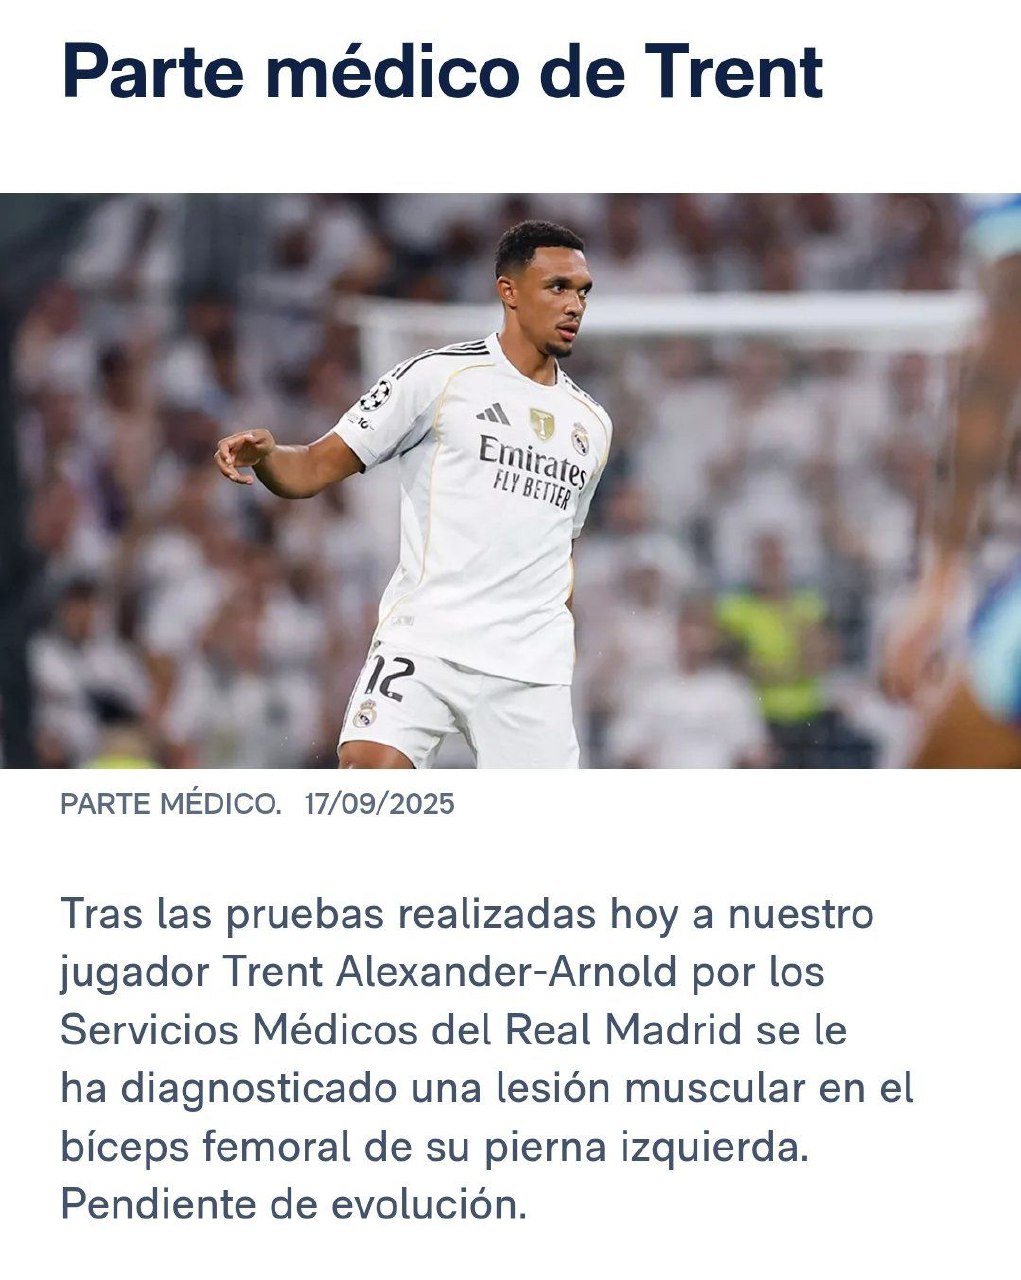 Parte médico de Trent
Emirates
FLY BETTER
12
PARTE MÉDICO. 17/09/2025
Tras las pruebas realizadas hoy a nuestro
jugador Trent Alexander-Arnold por los
Servicios Médicos del Real Madrid se le
ha diagnosticado una lesión muscular en el
bíceps femoral de su pierna izquierda.
Pendiente de evolución.